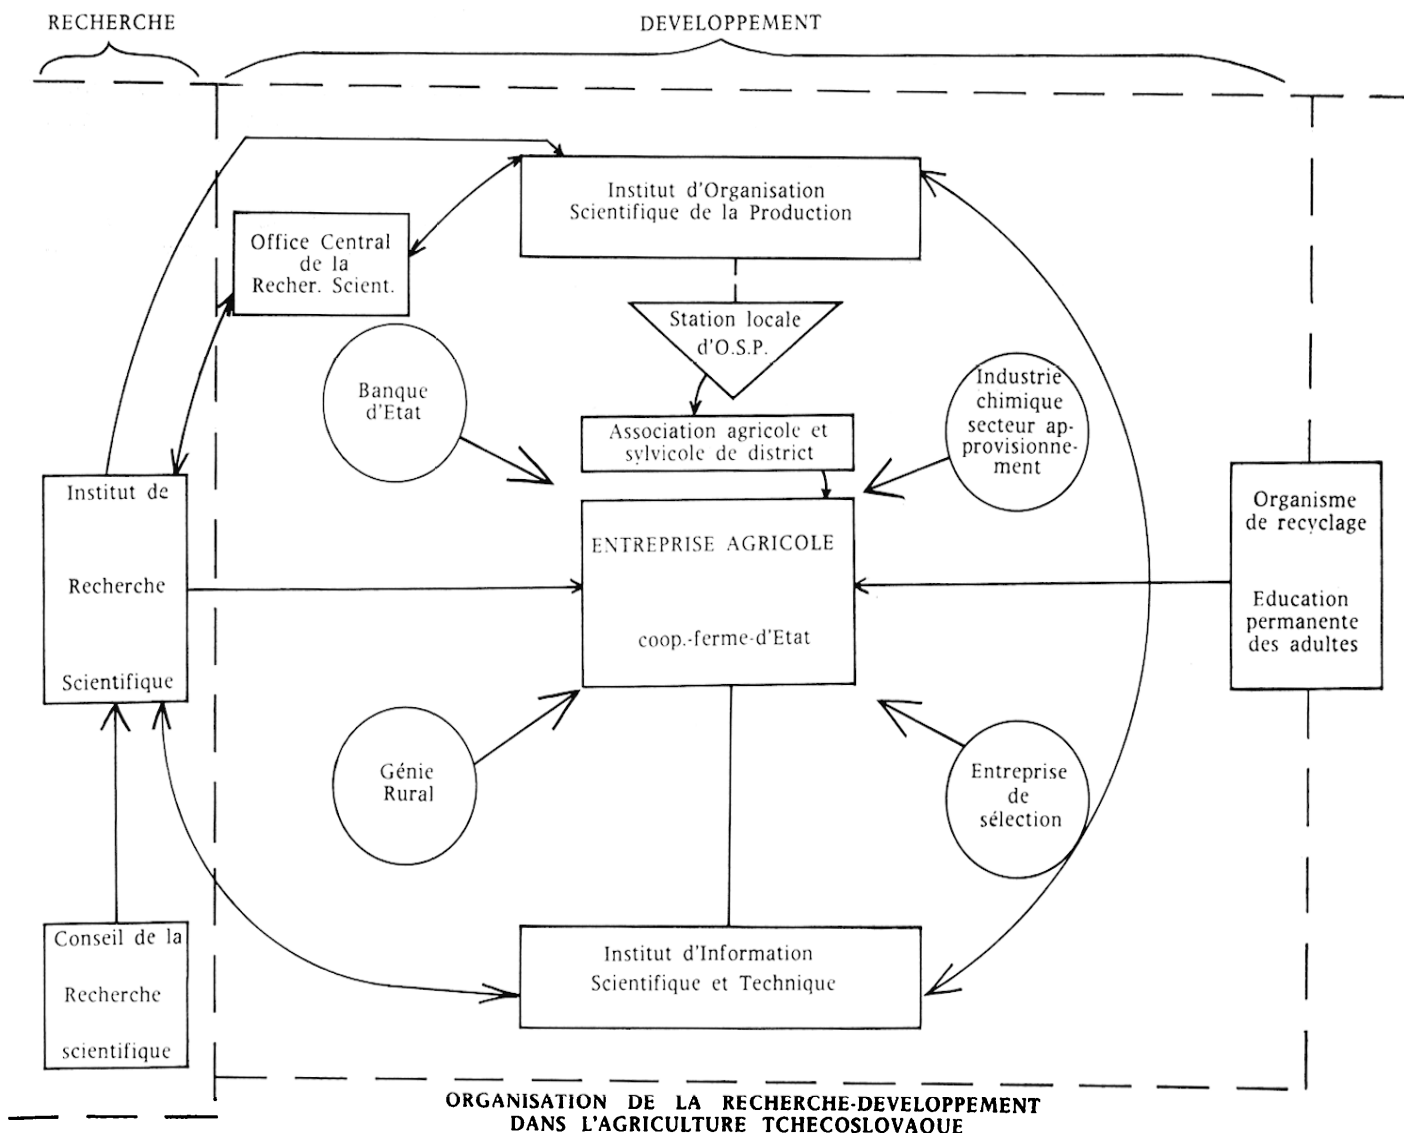 RECHERCHE
DEVELOPPEMENT
Institut d'Organisation
Scientifique de la Production
Office Central
de la
Recher. Scient.
Station locale
d'O.S.P.
Banque
d'Etat
Industrie
chimique
secteur ap-
provisionne-
ment
Association agricole et
sylvicole de district
Institut de
Recherche
Scientifique
ENTREPRISE AGRICOLE
coop.-ferme-d'Etat
Organisme
de recyclage
Education
permanente
des adultes
Génie
Rural
Entreprise
de
sélection
Conseil de la
Recherche
scientifique
Institut d'Information
Scientifique et Technique
ORGANISATION DE LA RECHERCHE-DEVELOPPEMENT
DANS L'AGRICULTURE TCHECOSLOVAQUE